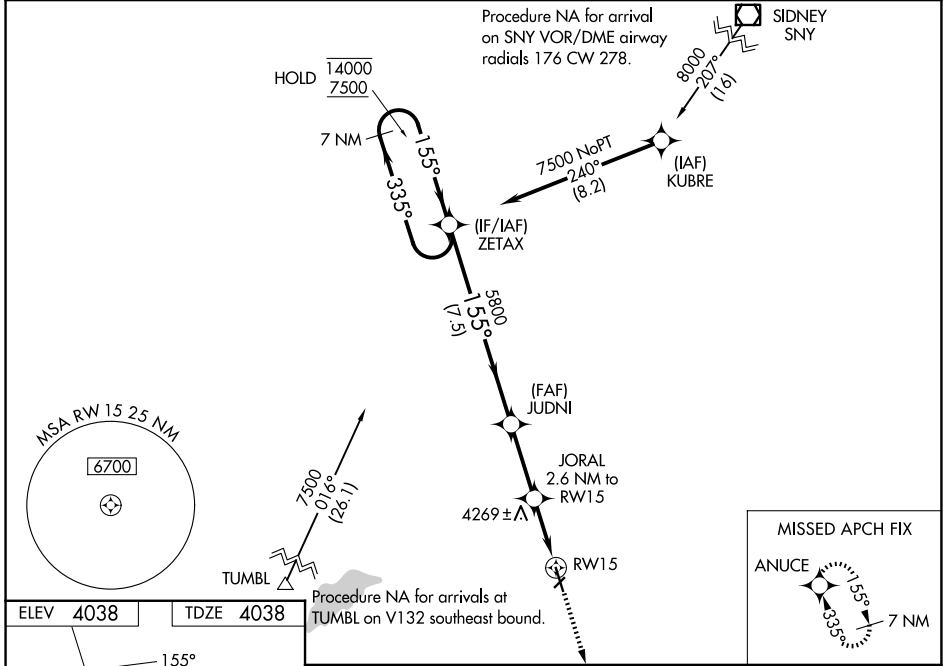 Procedure NA for arrival
on SNY VOR/DME airway
radials 176 CW 278.
SIDNEY
SNY
8000
207°
(16)
HOLD
14000
7500
7 NM
155°
335°
7500 NoPT
240°
(8.2)
(IAF)
KUBRE
(IF/IAF)
ZETAX
5800
155°
(7.5)
(FAF)
JUDNI
JORAL
2.6 NM to
RW15
4269±
RW15
MSA RW 15 25 NM
6700
7500
016°
(26.1)
TUMBL
Procedure NA for arrivals at
TUMBL on V132 southeast bound.
MISSED APCH FIX
ANUCE
155°
335°
7 NM
ELEV 4038
TDZE 4038
155°